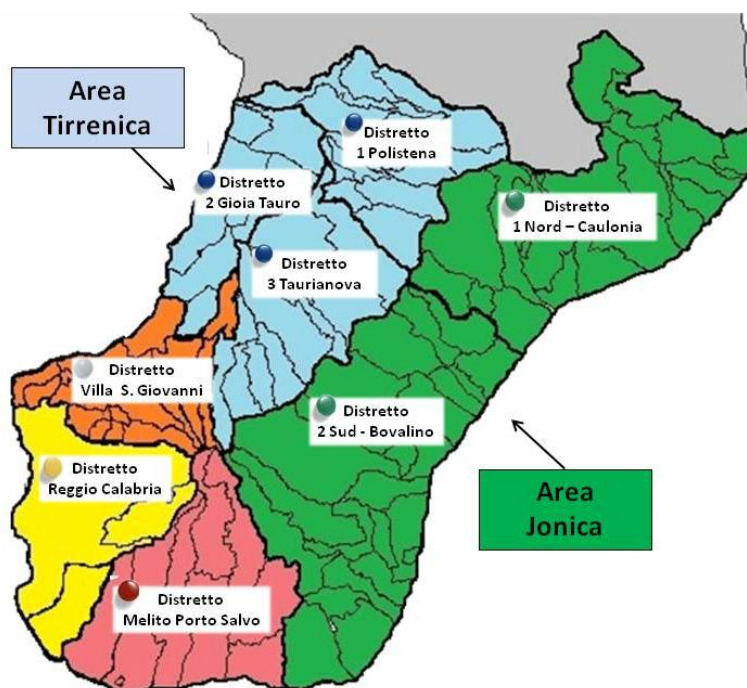 Area
Tirrenica
Distretto
1 Polistena
Distretto
2 Gioia Tauro
Distretto
1 Nord – Caulonia
Distretto
3 Taurianova
Distretto
Villa S. Giovanni
Distretto
2 Sud - Bovalino
Distretto
Reggio Calabria
Area
Jonica
Distretto
Melito Porto Salvo